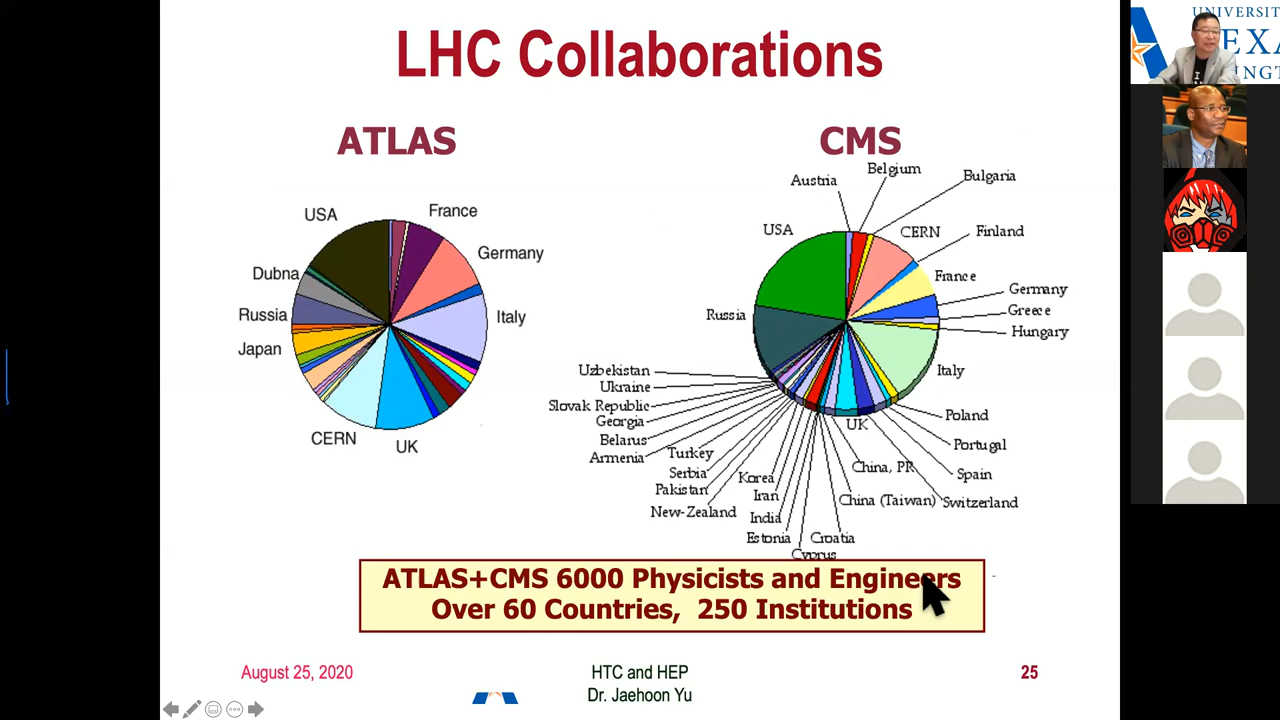 LHC Collaborations
ATLAS
CMS
USA
France
Germany
Dubna
Russia
Italy
Japan
CERN
UK
Austria
Belgium
Bulgaria
USA
CERN
Finland
France
Germany
Greece
Hungary
Russia
Italy
Uzbekistan
Ukraine
Slovak Republic
Georgia
Belarus
Armenia
Turkey
Serbia
Pakistan
New-Zealand
Korea
Iran
India
Estonia
Cyprus
Croatia
China (Taiwan)
China, PR
UK
Switzerland
Spain
Portugal
Poland
ATLAS+CMS 6000 Physicists and Engineers
Over 60 Countries, 250 Institutions
August 25, 2020
HTC and HEP
Dr. Jaehoon Yu
25
UNIVERSIT
EXA
NGT